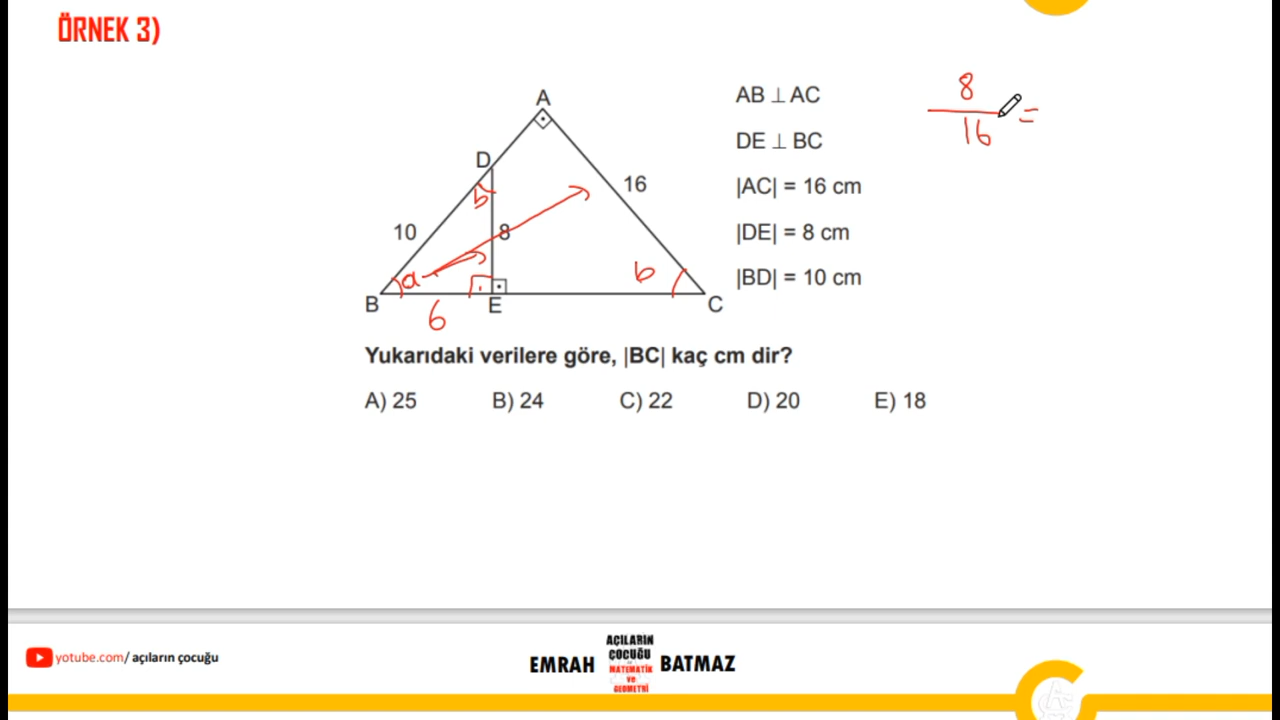 ÖRNEK 3)
8
16 =
A
D
b
16
10
8
a
b
B
6
E
C
AB ⊥ AC
DE ⊥ BC
|AC| = 16 cm
|DE| = 8 cm
|BD| = 10 cm
Yukarıdaki verilere göre, |BC| kaç cm dir?
A) 25 B) 24 C) 22 D) 20 E) 18
yotube.com/ açıların çocuğu
EMRAH
AÇILARIN
ÇOCUĞU
MATEMATİK
ve
GEOMETRİ
BATMAZ